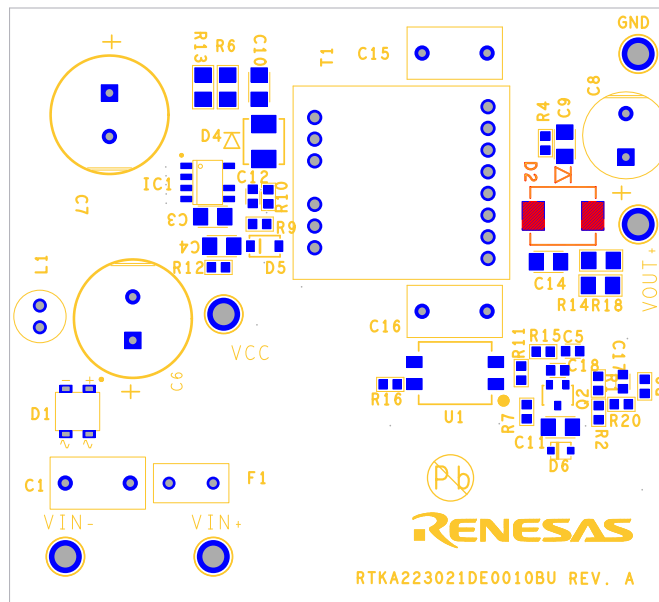 GND
R13
R6
C10
T1
C15
C8
C9
R4
D4
D2
IC1
C12
R10
C7
C3
R9
C4
D5
R12
L1
C14
VOUT+
R14
R18
VCC
C16
C6
R11
R15
C5
C18
C17
R1
R16
Q2
D1
U1
R7
R20
R2
C11
D6
C1
F1
Pb
VIN-
VIN+
RENESAS
RTKA223021DE0010BU REV. A